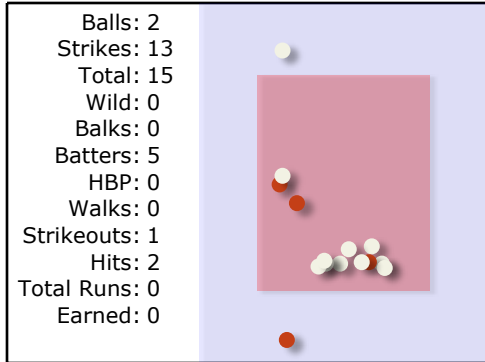 Balls: 2
Strikes: 13
Total: 15
Wild: 0
Balks: 0
Batters: 5
HBP: 0
Walks: 0
Strikeouts: 1
Hits: 2
Total Runs: 0
Earned: 0